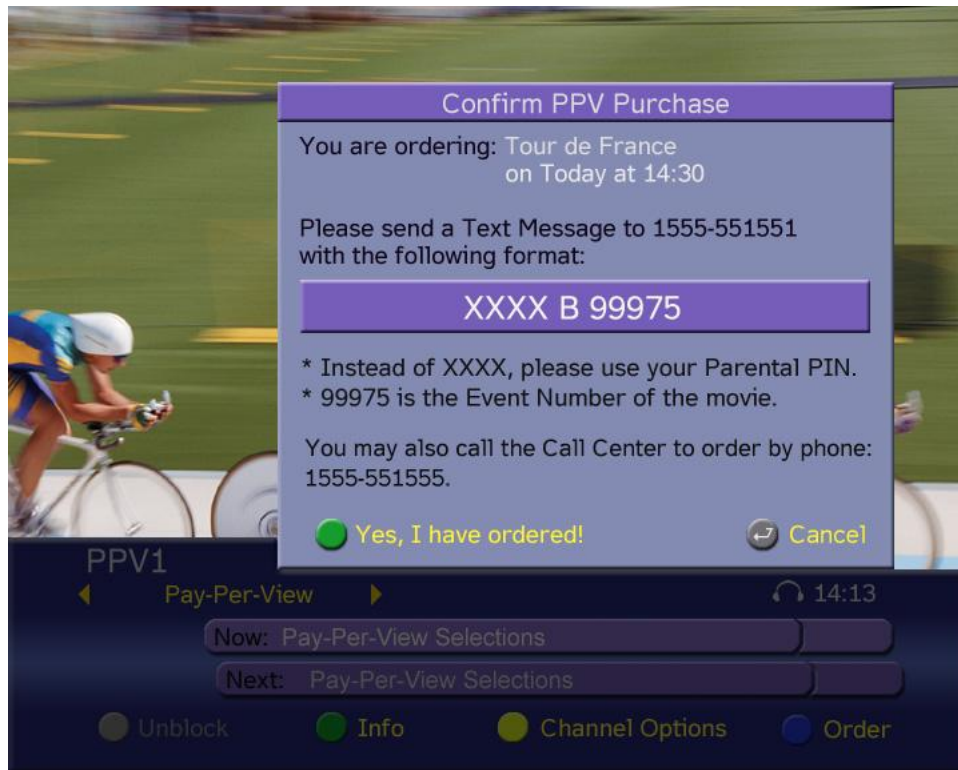 Confirm PPV Purchase
You are ordering: Tour de France
on Today at 14:30
Please send a Text Message to 1555-551551
with the following format:
XXXX B 99975
* Instead of XXXX, please use your Parental PIN.
* 99975 is the Event Number of the movie.
You may also call the Call Center to order by phone:
1555-551555.
Yes, I have ordered! Cancel
PPV1
Pay-Per-View 14:13
Now: Pay-Per-View Selections
Next: Pay-Per-View Selections
Unblock Info Channel Options Order